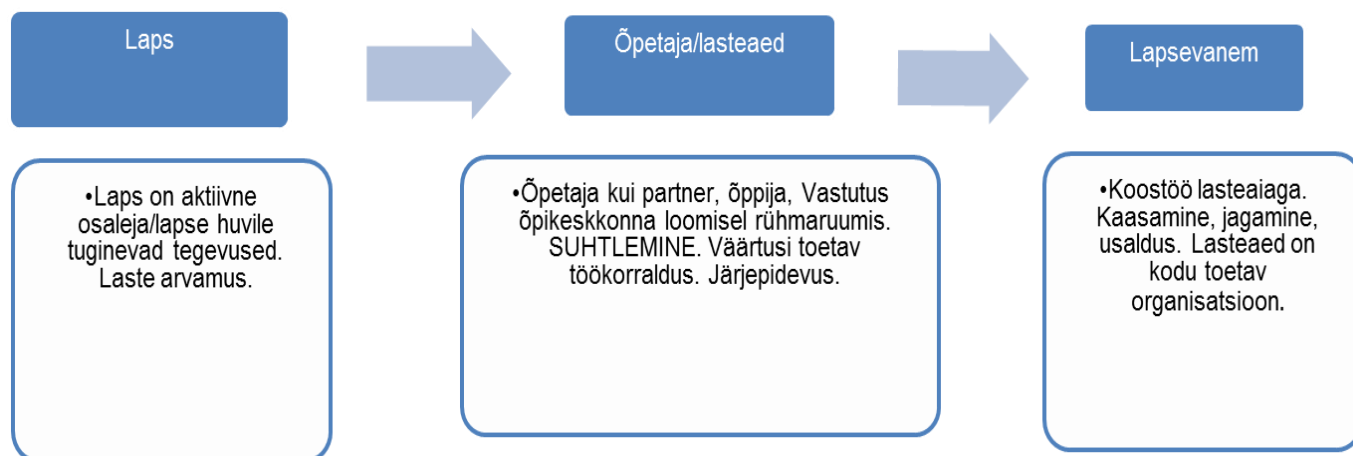 Laps
Õpetaja/lasteaed
Lapsevanem
•Laps on aktiivne
osaleja/lapse huvile
tuginevad tegevused.
Laste arvamus.
•Õpetaja kui partner, õppija, Vastutus
õpikeskkonna loomisel rühmaruumis.
SUHTLEMINE. Väärtusi toetav
töökorraldus. Järjepidevus.
•Koostöö lasteaiaga.
Kaasamine, jagamine,
usaldus. Lasteaed on
kodu toetav
organisatsioon.